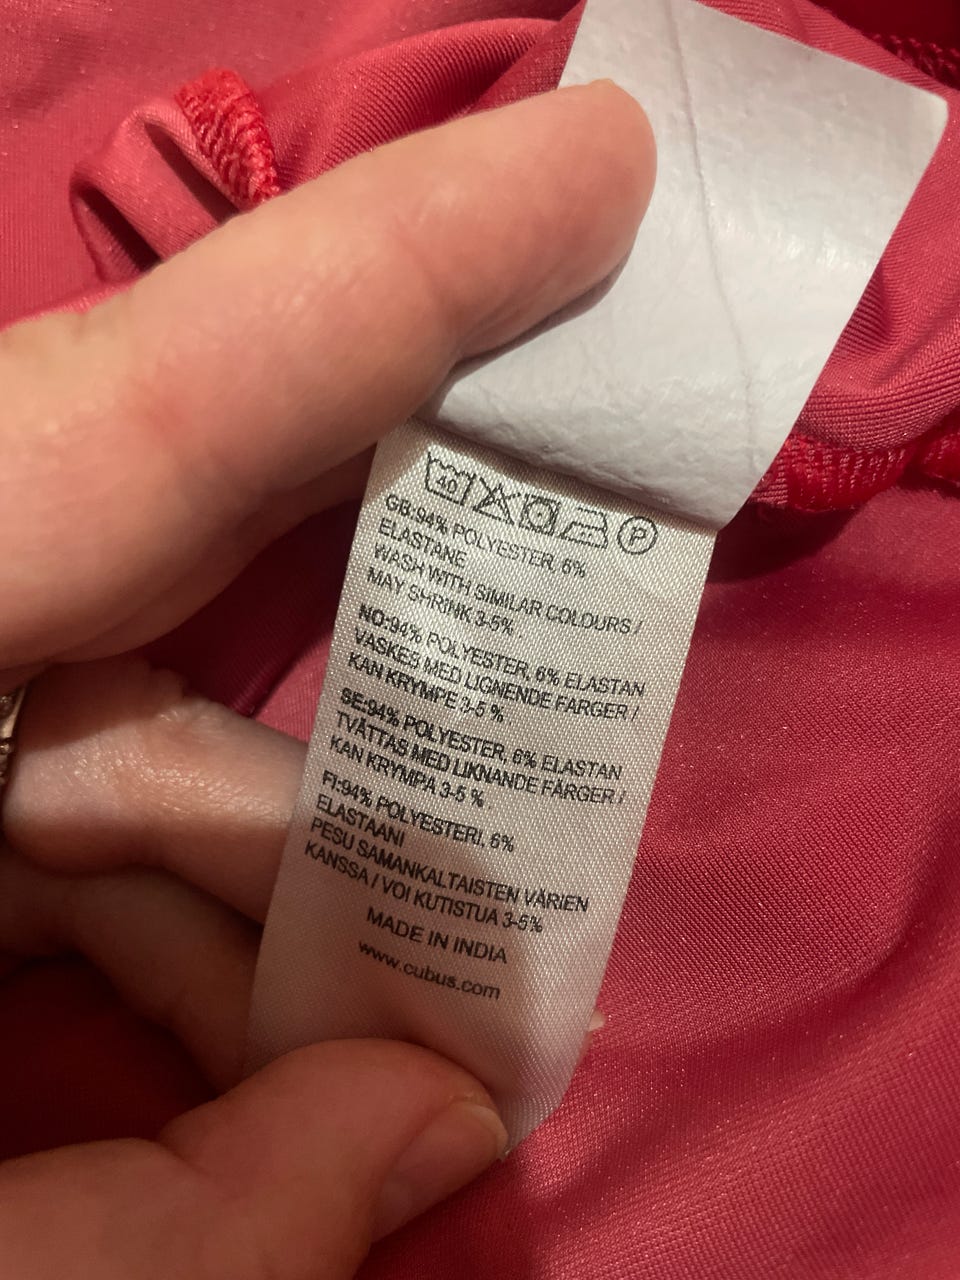 40 P
GB:94% POLYESTER, 6%
ELASTANE
WASH WITH SIMILAR COLOURS /
MAY SHRINK 3-5%
NO:94% POLYESTER, 6% ELASTAN
VASKES MED LIGNENDE FARGER /
KAN KRYMPE 3-5 %
SE:94% POLYESTER, 6% ELASTAN
TVÄTTAS MED LIKNANDE FÄRGER /
KAN KRYMPA 3-5 %
FI:94% POLYESTERI, 6%
ELASTAANI
PESU SAMANKALTAISTEN VÄRIEN
KANSSA / VOI KUTISTUA 3-5%
MADE IN INDIA
www.cubus.com